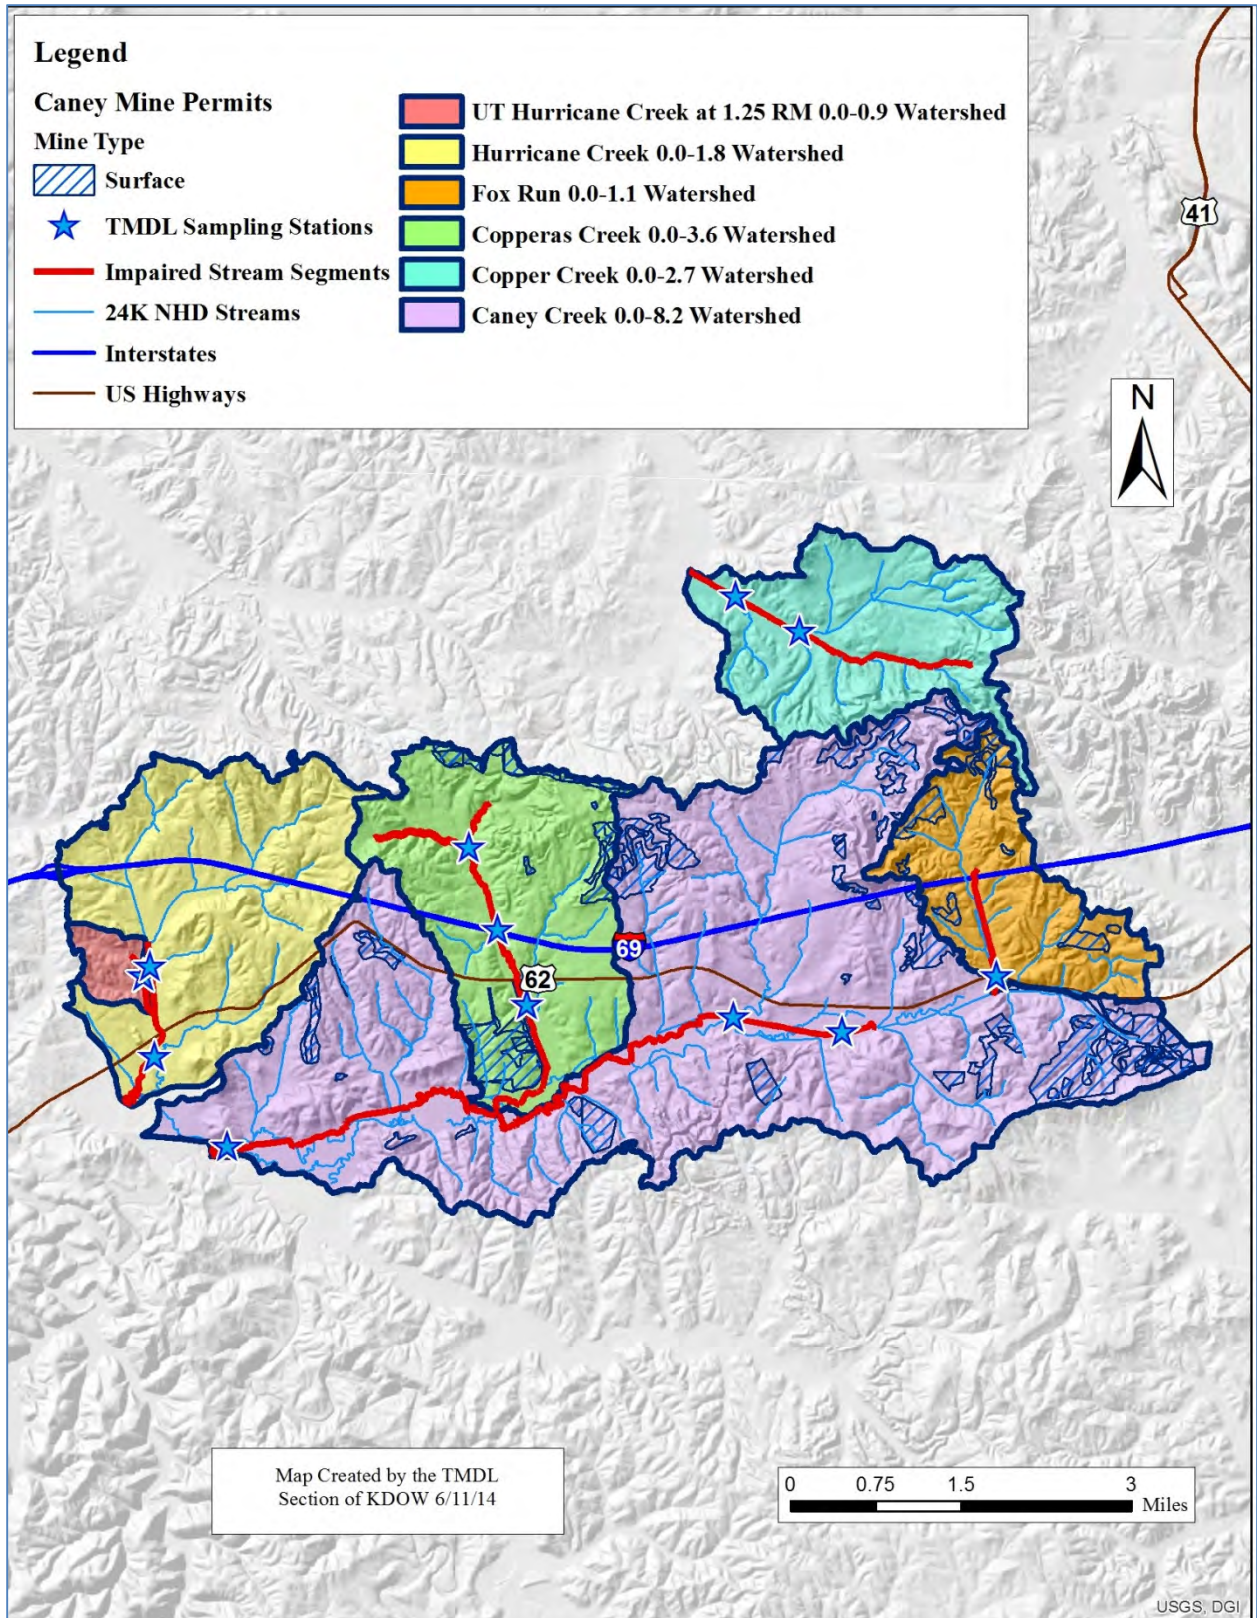 Legend
Caney Mine Permits
Mine Type
Surface
TMDL Sampling Stations
Impaired Stream Segments
24K NHD Streams
Interstates
US Highways
UT Hurricane Creek at 1.25 RM 0.0-0.9 Watershed
Hurricane Creek 0.0-1.8 Watershed
Fox Run 0.0-1.1 Watershed
Copperas Creek 0.0-3.6 Watershed
Copper Creek 0.0-2.7 Watershed
Caney Creek 0.0-8.2 Watershed
41
N
69
62
Map Created by the TMDL
Section of KDOW 6/11/14
0 0.75 1.5 3
Miles
USGS, DGI